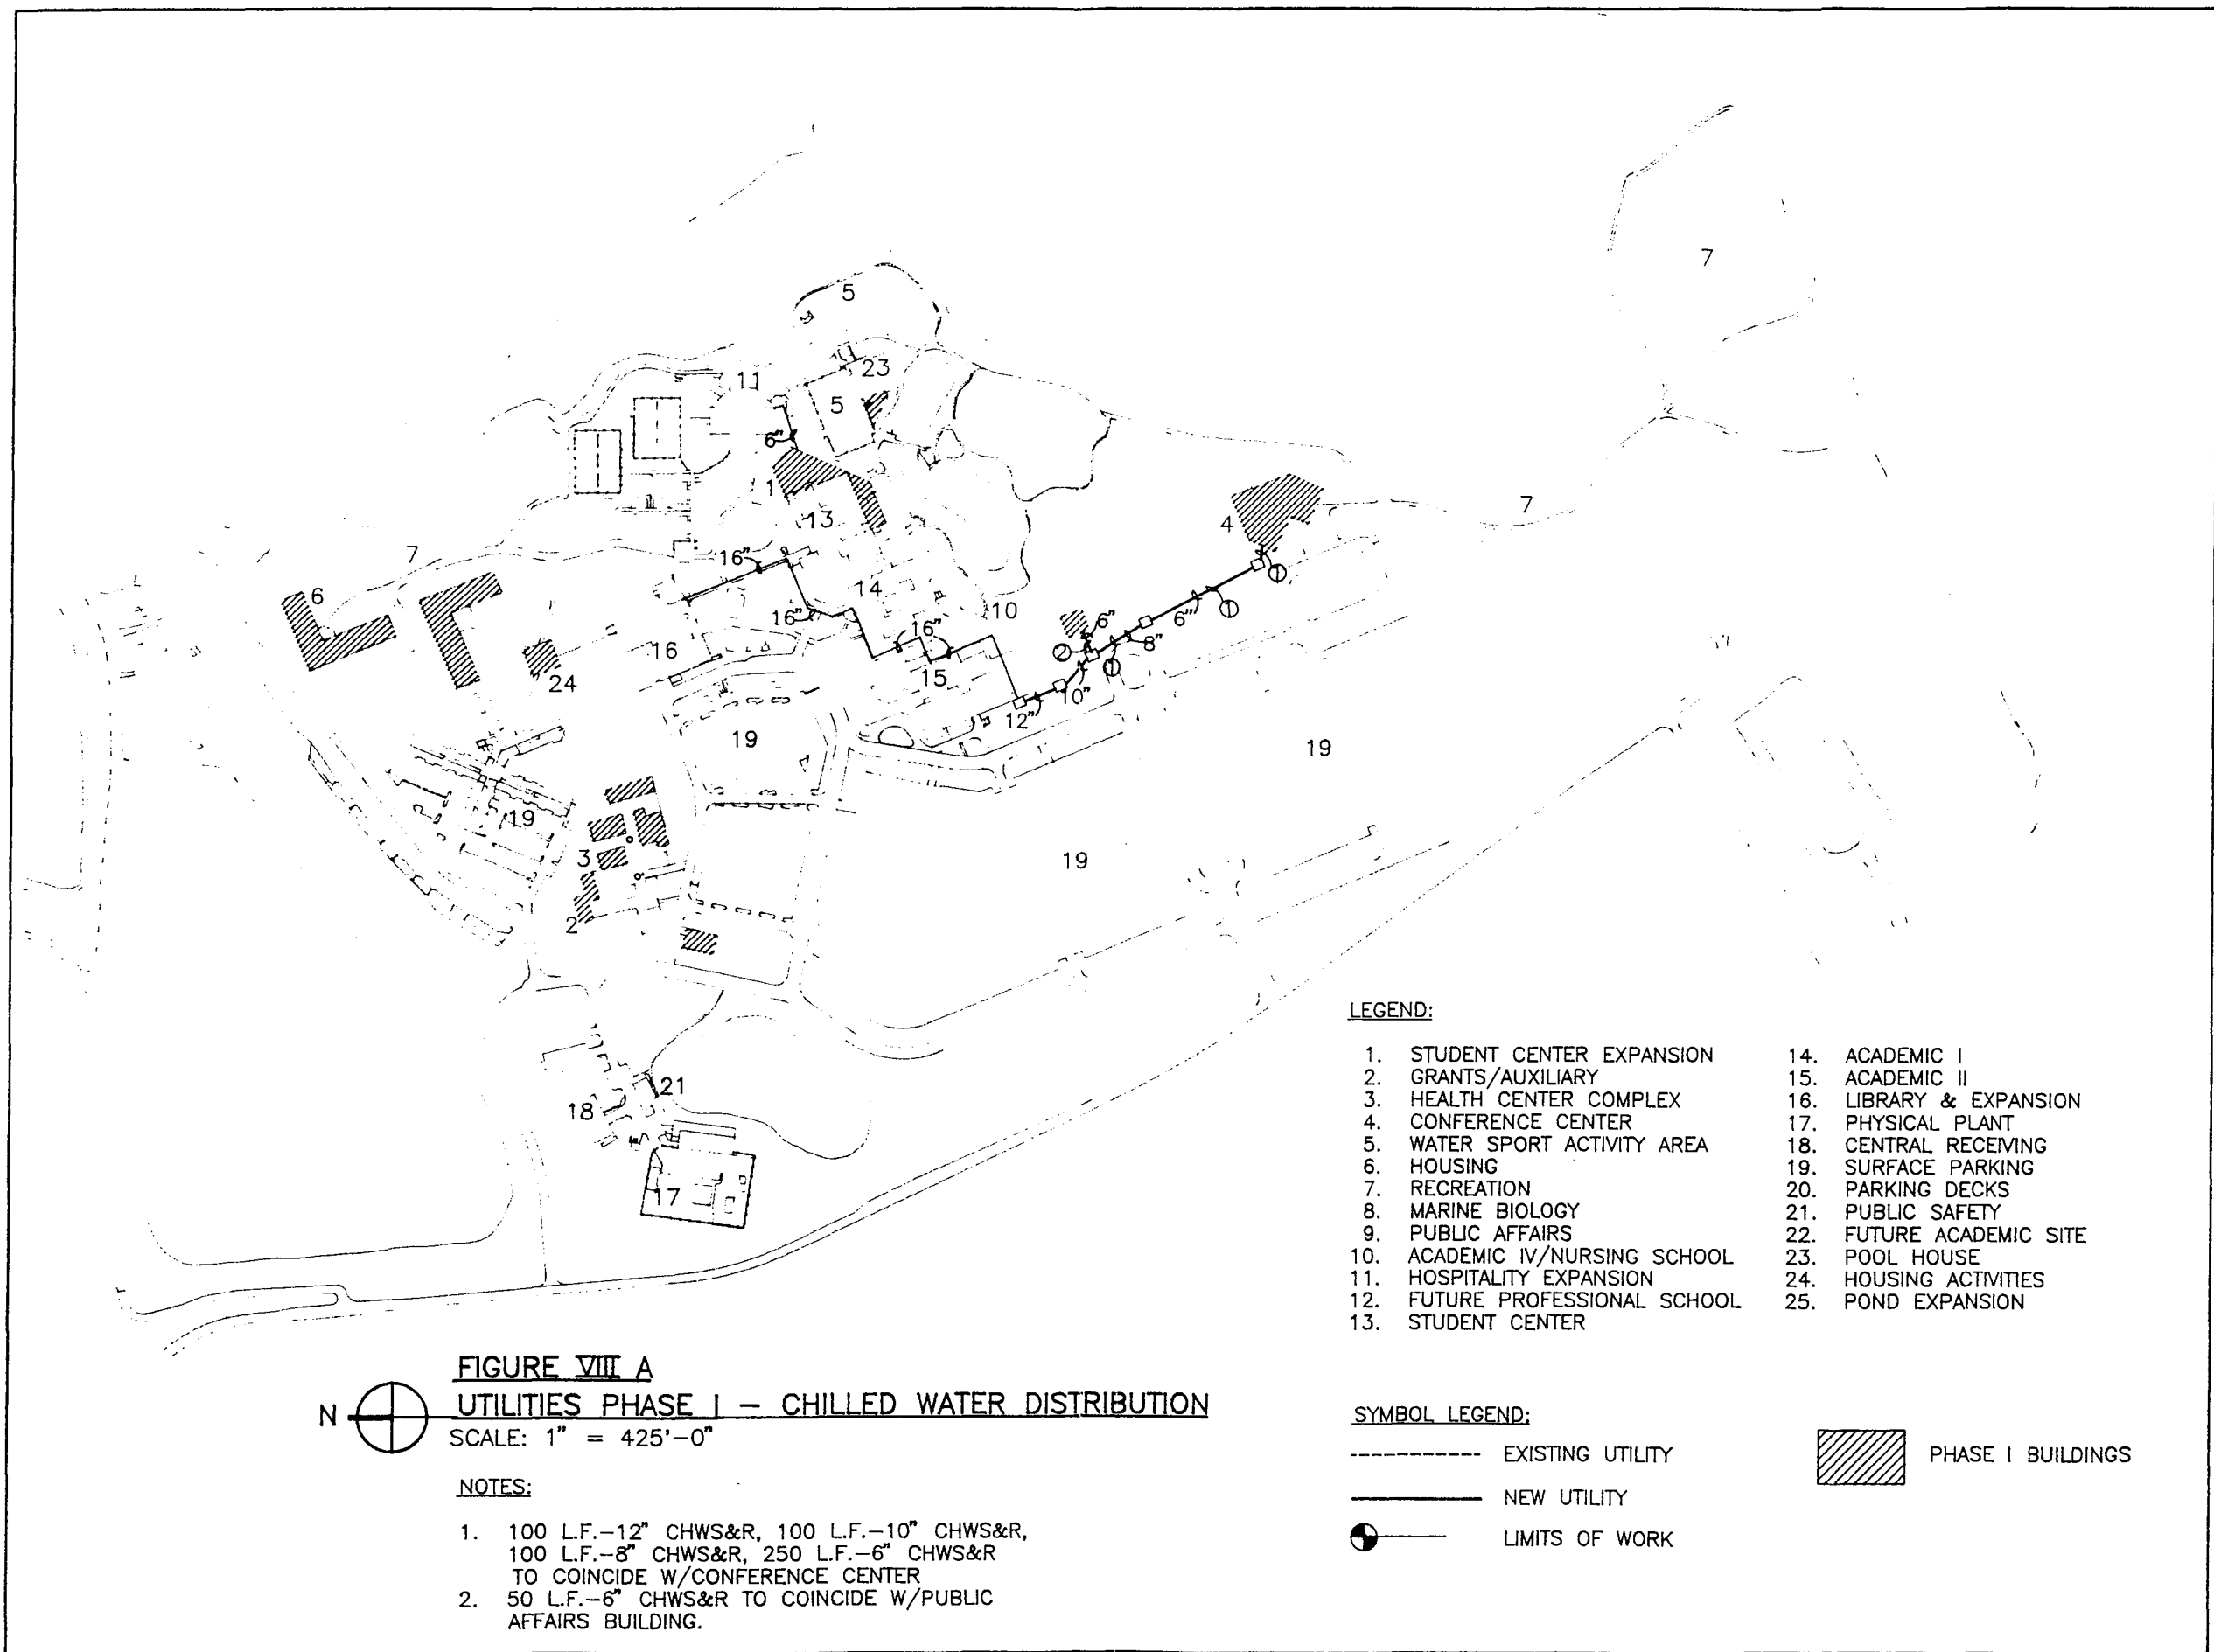 7
5
23
11
5
6"
1
13
4
7
7
16"
14
6
16"
10
16"
6"
6"
1
1
8"
2
1
16
24
15
10"
12"
19
19
19
3
19
2
21
18
17
LEGEND:
1. STUDENT CENTER EXPANSION
2. GRANTS/AUXILIARY
3. HEALTH CENTER COMPLEX
4. CONFERENCE CENTER
5. WATER SPORT ACTIVITY AREA
6. HOUSING
7. RECREATION
8. MARINE BIOLOGY
9. PUBLIC AFFAIRS
10. ACADEMIC IV/NURSING SCHOOL
11. HOSPITALITY EXPANSION
12. FUTURE PROFESSIONAL SCHOOL
13. STUDENT CENTER
14. ACADEMIC I
15. ACADEMIC II
16. LIBRARY & EXPANSION
17. PHYSICAL PLANT
18. CENTRAL RECEIVING
19. SURFACE PARKING
20. PARKING DECKS
21. PUBLIC SAFETY
22. FUTURE ACADEMIC SITE
23. POOL HOUSE
24. HOUSING ACTIVITIES
25. POND EXPANSION
FIGURE VIII A
N
UTILITIES PHASE I – CHILLED WATER DISTRIBUTION
SCALE: 1" = 425'-0"
NOTES:
1. 100 L.F.-12" CHWS&R, 100 L.F.-10" CHWS&R,
100 L.F.-8" CHWS&R, 250 L.F.-6" CHWS&R
TO COINCIDE W/CONFERENCE CENTER
2. 50 L.F.-6" CHWS&R TO COINCIDE W/PUBLIC
AFFAIRS BUILDING.
SYMBOL LEGEND:
EXISTING UTILITY
NEW UTILITY
LIMITS OF WORK
PHASE I BUILDINGS